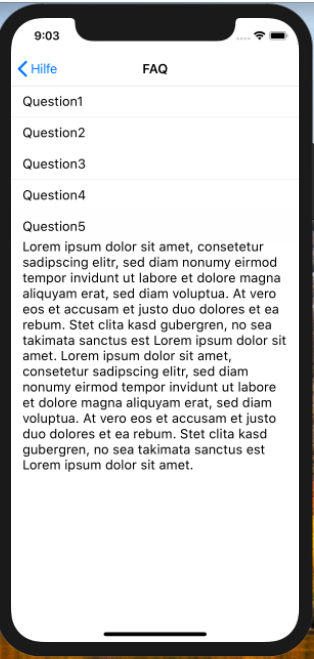 9:03
Hilfe
FAQ
Question1
Question2
Question3
Question4
Question5
Lorem ipsum dolor sit amet, consetetur
sadipscing elitr, sed diam nonumy eirmod
tempor invidunt ut labore et dolore magna
aliquyam erat, sed diam voluptua. At vero
eos et accusam et justo duo dolores et ea
rebum. Stet clita kasd gubergren, no sea
takimata sanctus est Lorem ipsum dolor sit
amet. Lorem ipsum dolor sit amet,
consetetur sadipscing elitr, sed diam
nonumy eirmod tempor invidunt ut labore
et dolore magna aliquyam erat, sed diam
voluptua. At vero eos et accusam et justo
duo dolores et ea rebum. Stet clita kasd
gubergren, no sea takimata sanctus est
Lorem ipsum dolor sit amet.